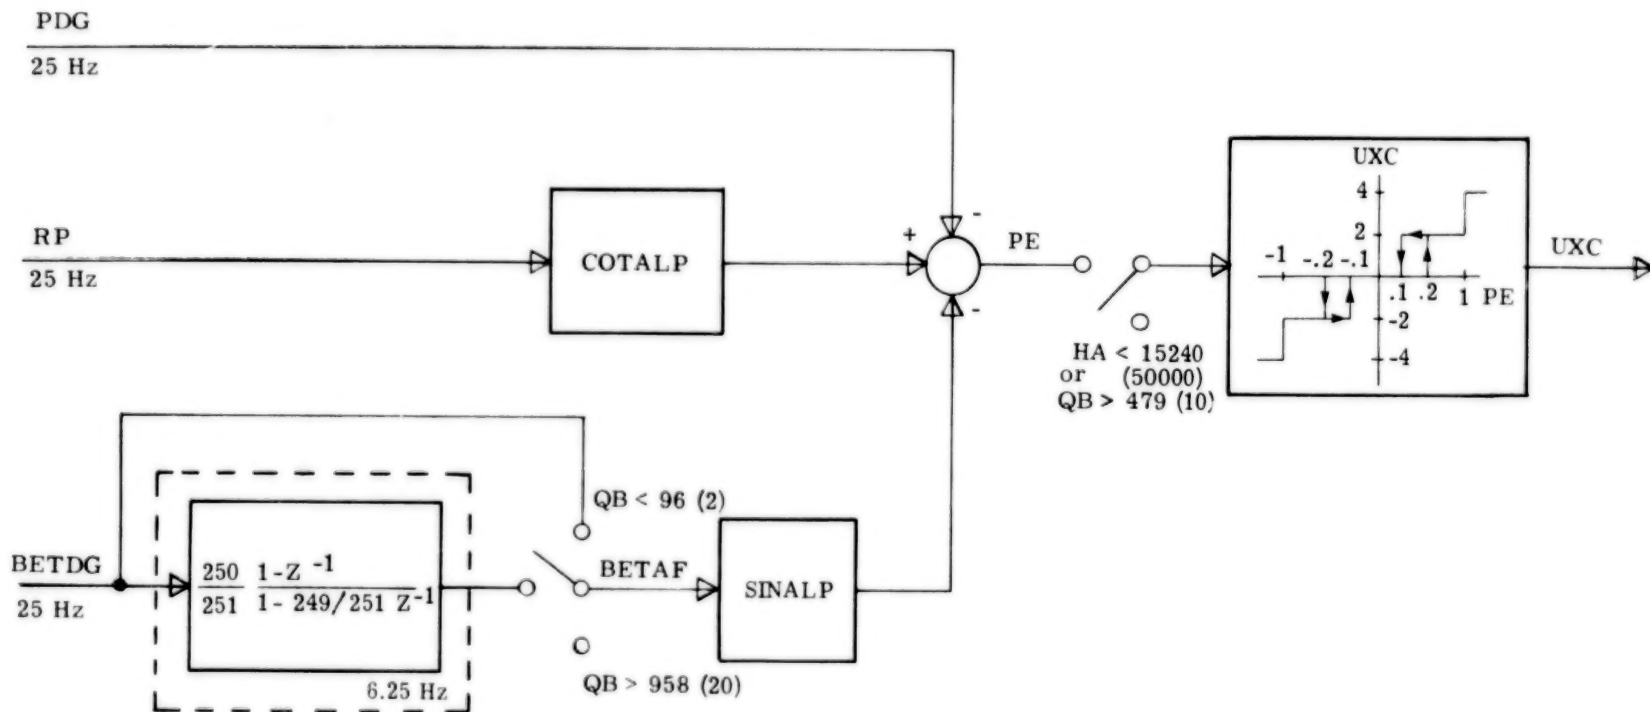 PDG
25 Hz
RP
25 Hz
COTALP
-
+
PE
-
HA < 15240
or (50000)
QB > 479 (10)
UXC
4
2
-1 -.2 -.1
.1 .2 1 PE
-2
-4
UXC
BETDG
25 Hz
250 1-Z -1
251 1- 249/251 Z-1
6.25 Hz
QB < 96 (2)
BETAF
QB > 958 (20)
SINALP